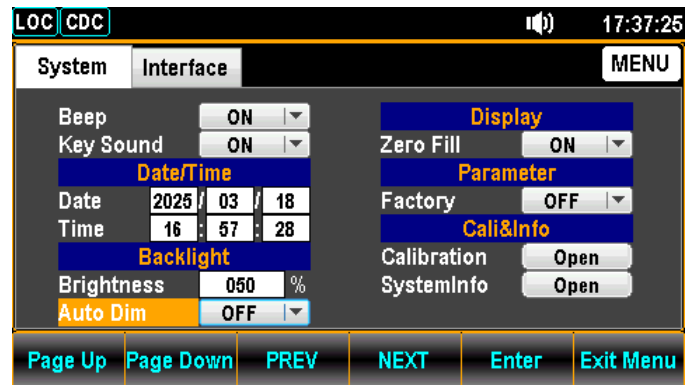 LOC CDC 17:37:25
System Interface MENU
Beep ON
Key Sound ON
Date/Time
Date 2025 / 03 / 18
Time 16 : 57 : 28
Backlight
Brightness 050 %
Auto Dim OFF
Display
Zero Fill ON
Parameter
Factory OFF
Cali&Info
Calibration Open
SystemInfo Open
Page Up Page Down PREV NEXT Enter Exit Menu